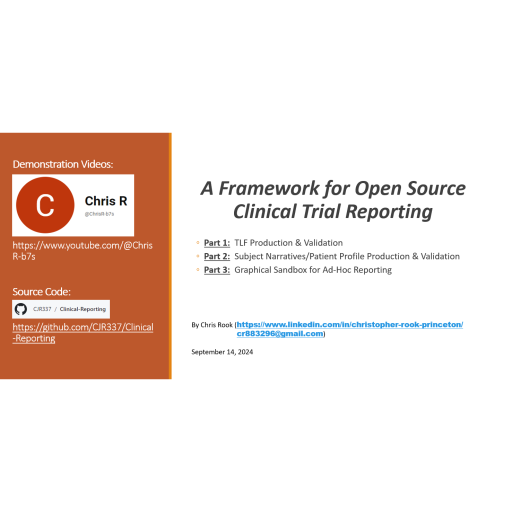 Demonstration Videos:
C
Chris R
@ChrisR-b7s
https://www.youtube.com/@Chris
R-b7s
Source Code:
CJR337 / Clinical-Reporting
https://github.com/CJR337/Clinical
-Reporting
A Framework for Open Source
Clinical Trial Reporting
Part 1: TLF Production & Validation
Part 2: Subject Narratives/Patient Profile Production & Validation
Part 3: Graphical Sandbox for Ad-Hoc Reporting
By Chris Rook (https://www.linkedin.com/in/christopher-rook-princeton/
cr883296@gmail.com)
September 14, 2024